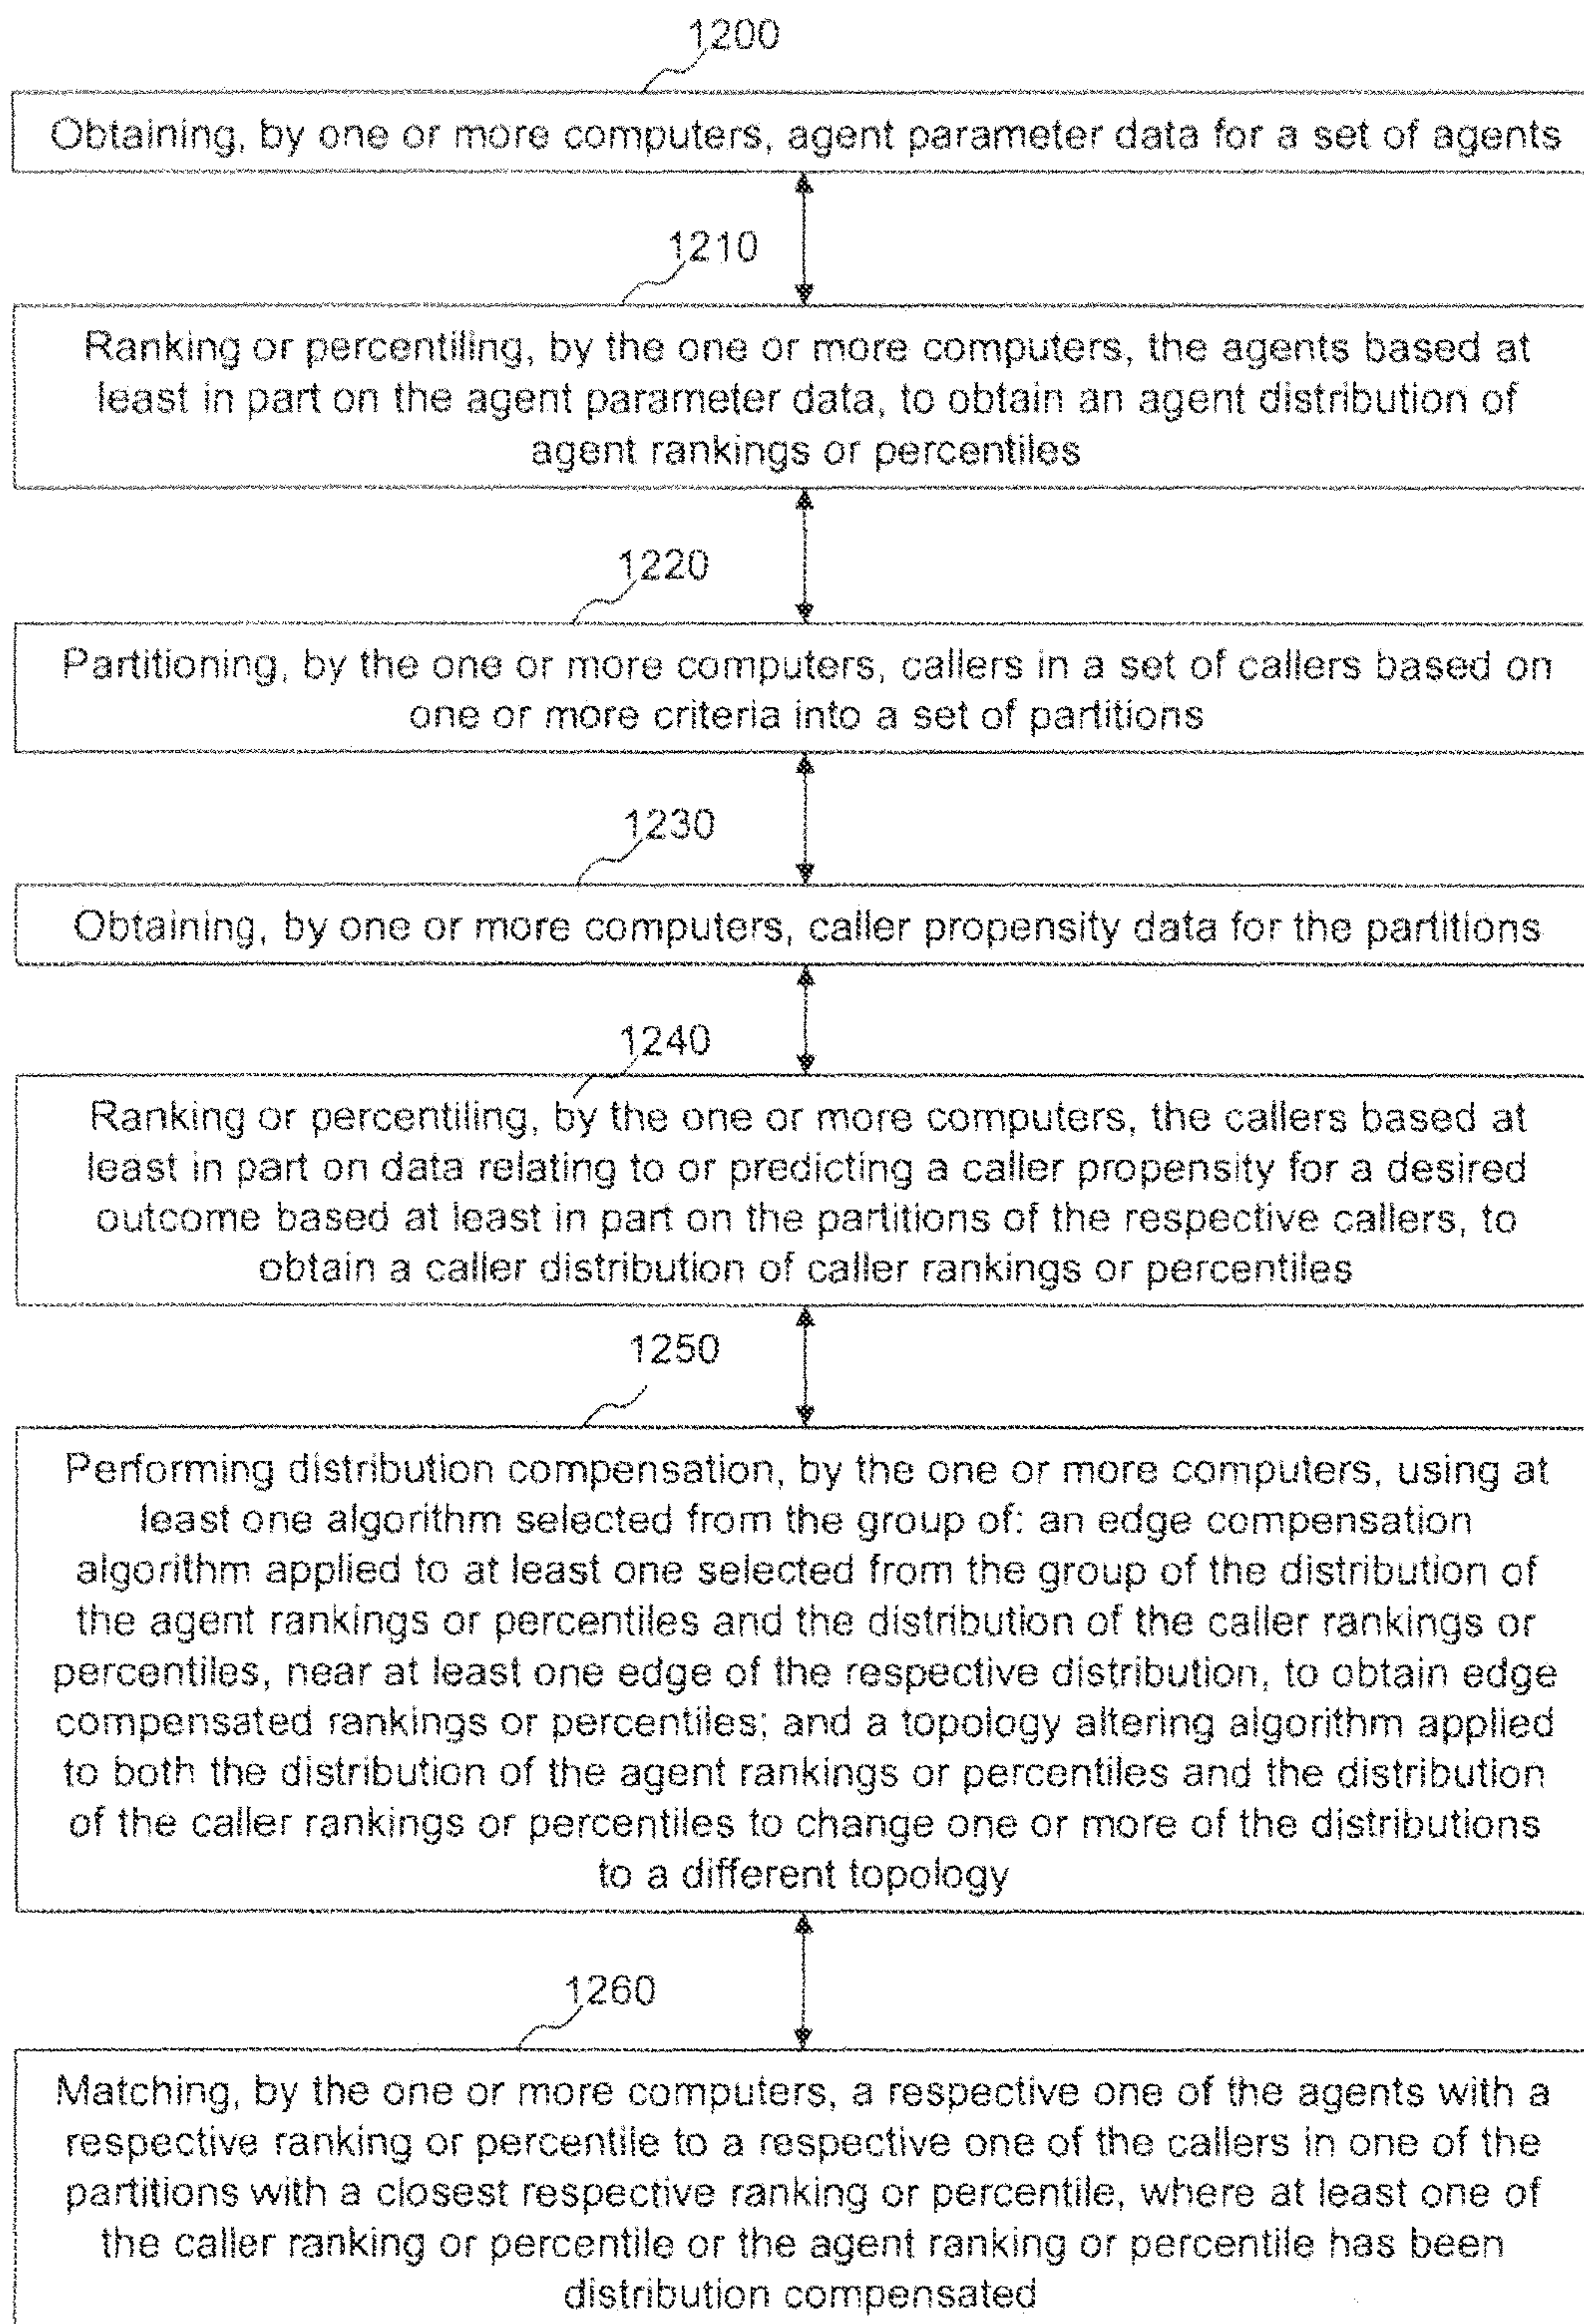 1200
Obtaining, by one or more computers, agent parameter data for a set of agents
1210
Ranking or percentiling, by the one or more computers, the agents based at
least in part on the agent parameter data, to obtain an agent distribution of
agent rankings or percentiles
1220
Partitioning, by the one or more computers, callers in a set of callers based on
one or more criteria into a set of partitions
1230
Obtaining, by one or more computers, caller propensity data for the partitions
1240
Ranking or percentiling, by the one or more computers, the callers based at
least in part on data relating to or predicting a caller propensity for a desired
outcome based at least in part on the partitions of the respective callers, to
obtain a caller distribution of caller rankings or percentiles
1250
Performing distribution compensation, by the one or more computers, using at
least one algorithm selected from the group of: an edge compensation
algorithm applied to at least one selected from the group of the distribution of
the agent rankings or percentiles and the distribution of the caller rankings or
percentiles, near at least one edge of the respective distribution, to obtain edge
compensated rankings or percentiles; and a topology altering algorithm applied
to both the distribution of the agent rankings or percentiles and the distribution
of the caller rankings or percentiles to change one or more of the distributions
to a different topology
1260
Matching, by the one or more computers, a respective one of the agents with a
respective ranking or percentile to a respective one of the callers in one of the
partitions with a closest respective ranking or percentile, where at least one of
the caller ranking or percentile or the agent ranking or percentile has been
distribution compensated